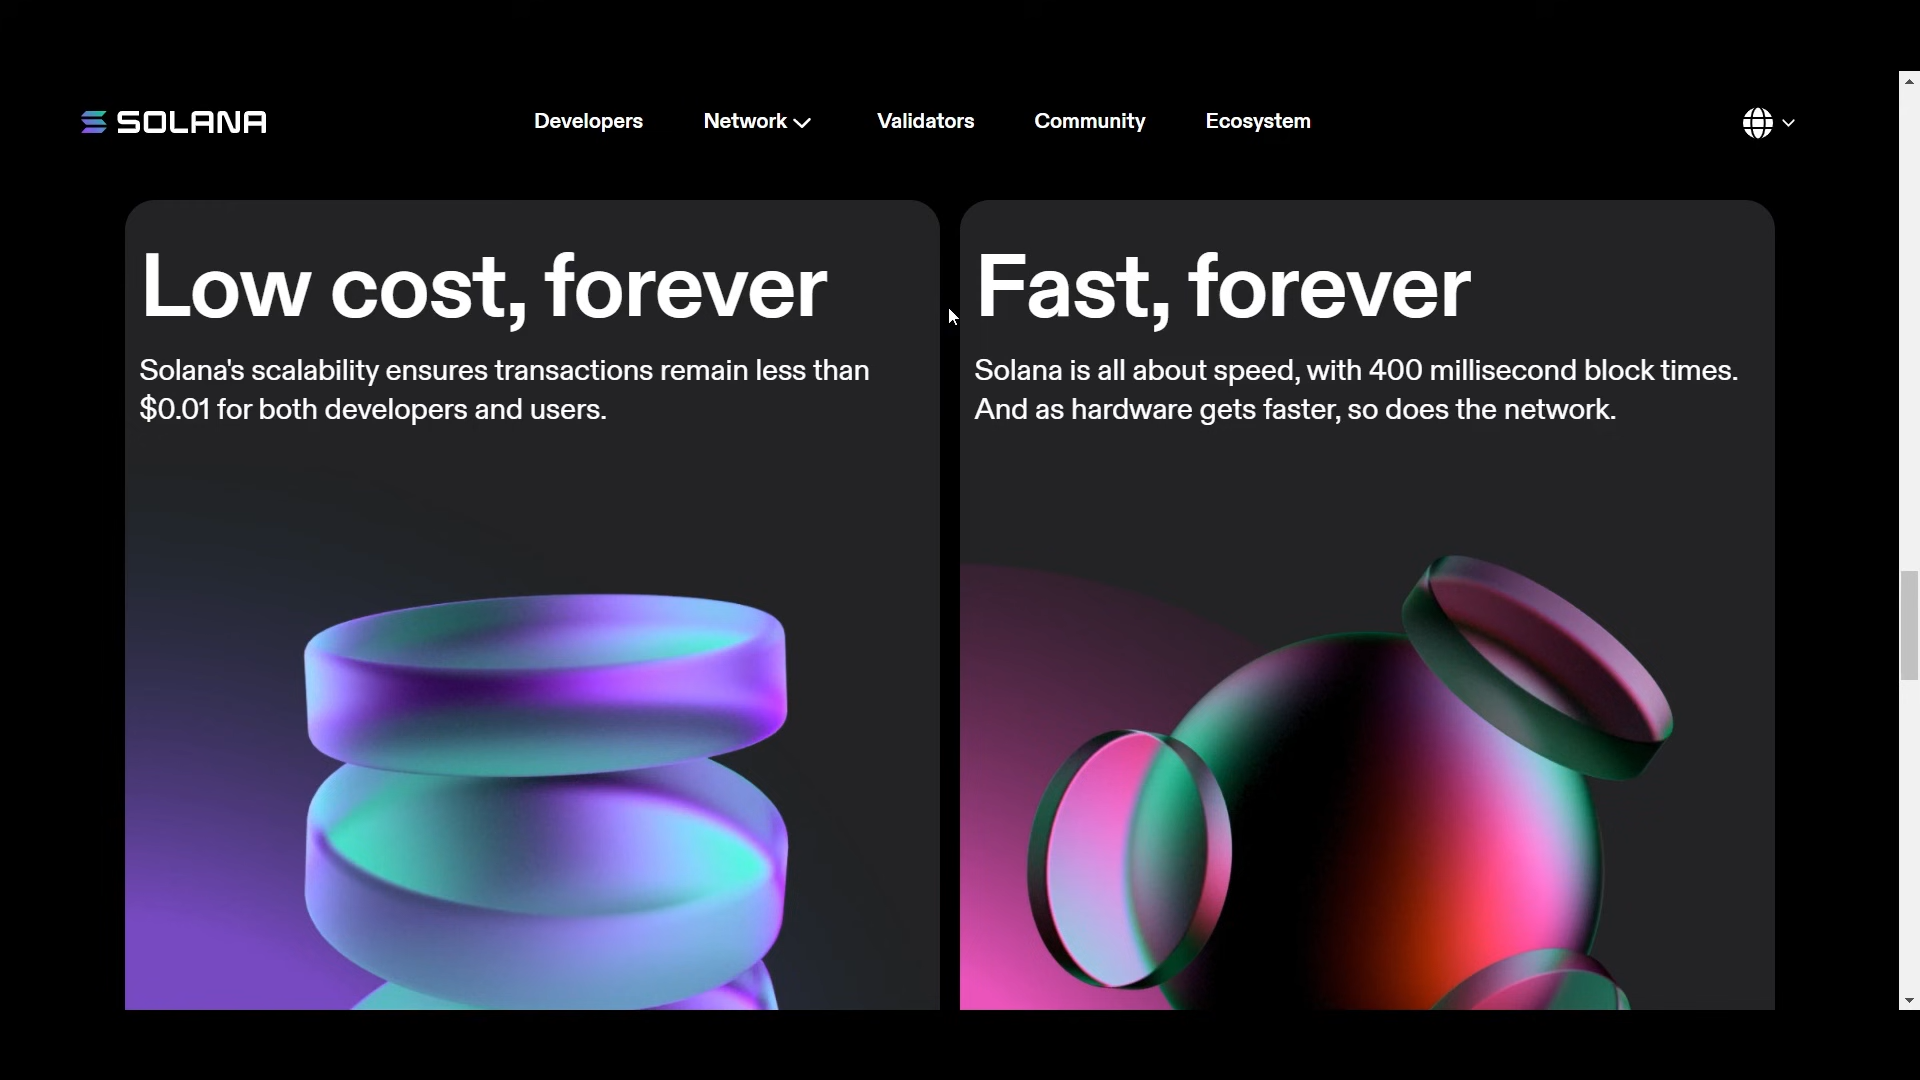 SOLANA
Developers
Network
Validators
Community
Ecosystem
Low cost, forever
Solana's scalability ensures transactions remain less than
$0.01 for both developers and users.
Fast, forever
Solana is all about speed, with 400 millisecond block times.
And as hardware gets faster, so does the network.